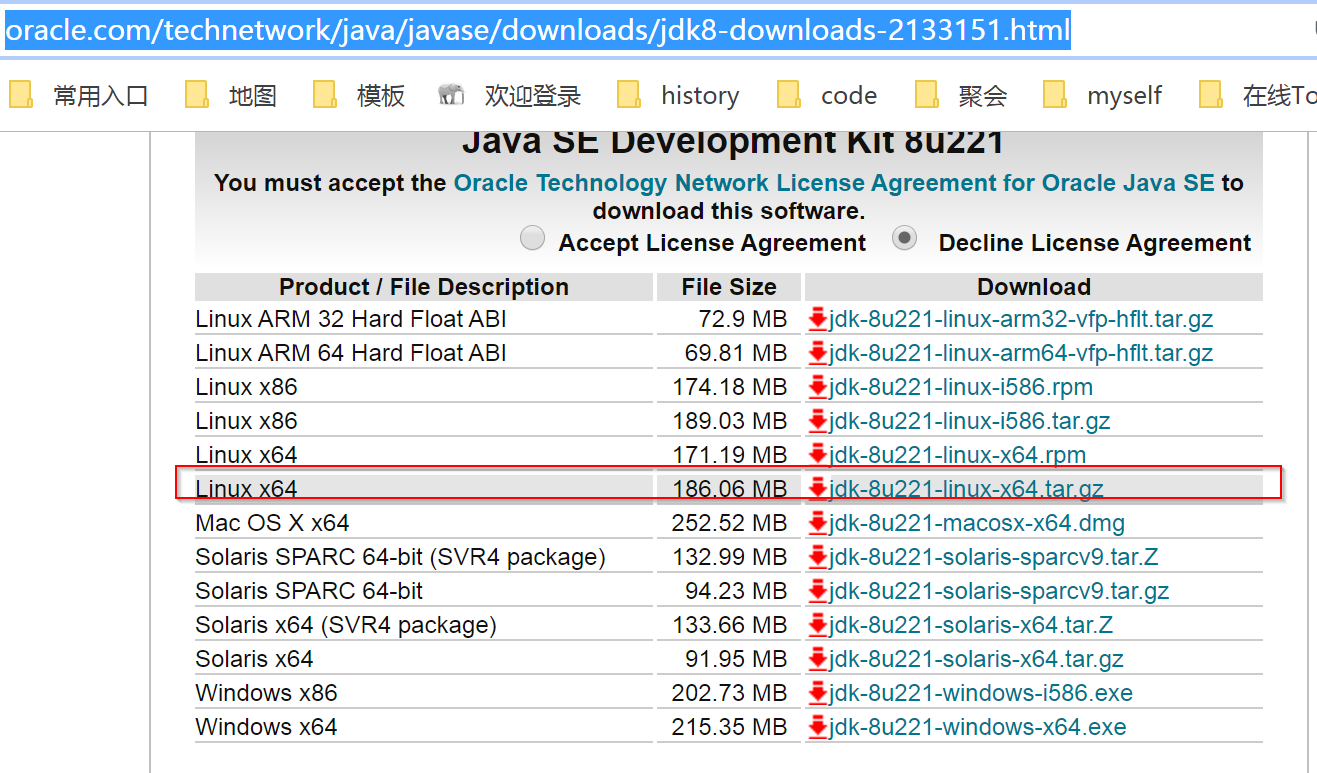 oracle.com/technetwork/java/javase/downloads/jdk8-downloads-2133151.html
常用入口 地图 模板 欢迎登录 history code 聚会 myself 在线To
Java SE Development Kit 8u221
You must accept the Oracle Technology Network License Agreement for Oracle Java SE to
download this software.
Accept License Agreement Decline License Agreement
Product / File Description File Size Download
Linux ARM 32 Hard Float ABI 72.9 MB jdk-8u221-linux-arm32-vfp-hflt.tar.gz
Linux ARM 64 Hard Float ABI 69.81 MB jdk-8u221-linux-arm64-vfp-hflt.tar.gz
Linux x86 174.18 MB jdk-8u221-linux-i586.rpm
Linux x86 189.03 MB jdk-8u221-linux-i586.tar.gz
Linux x64 171.19 MB jdk-8u221-linux-x64.rpm
Linux x64 186.06 MB jdk-8u221-linux-x64.tar.gz
Mac OS X x64 252.52 MB jdk-8u221-macosx-x64.dmg
Solaris SPARC 64-bit (SVR4 package) 132.99 MB jdk-8u221-solaris-sparcv9.tar.Z
Solaris SPARC 64-bit 94.23 MB jdk-8u221-solaris-sparcv9.tar.gz
Solaris x64 (SVR4 package) 133.66 MB jdk-8u221-solaris-x64.tar.Z
Solaris x64 91.95 MB jdk-8u221-solaris-x64.tar.gz
Windows x86 202.73 MB jdk-8u221-windows-i586.exe
Windows x64 215.35 MB jdk-8u221-windows-x64.exe